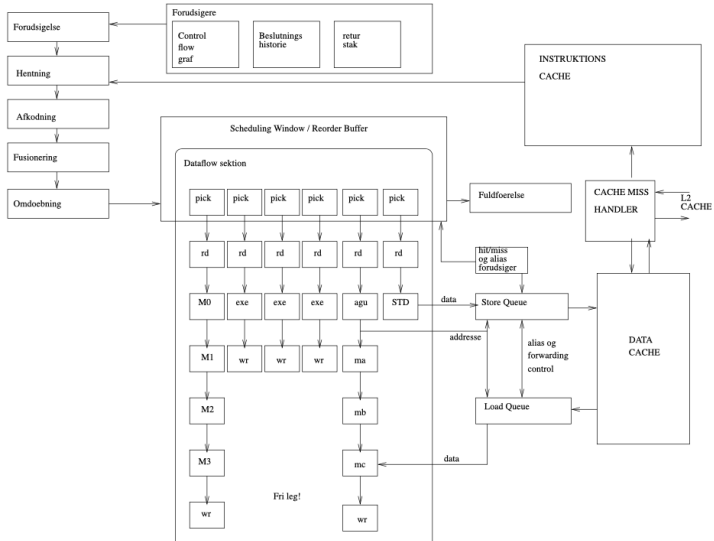 Forudsigere
Forudsigelse
Control
flow
graf
Beslutnings
historie
retur
stak
Hentning
INSTRUKTIONS
CACHE
Afkodning
Scheduling Window / Reorder Buffer
Fusionering
Dataflow sektion
Omdoebning
pick
pick
pick
pick
pick
pick
Fuldfoerelse
CACHE MISS
HANDLER
L2
CACHE
rd
rd
rd
rd
rd
rd
hit/miss
og alias
forudsiger
M0
exe
exe
exe
agu
STD
data
Store Queue
addresse
alias og
forwarding
control
DATA
CACHE
M1
wr
wr
wr
ma
M2
mb
Load Queue
M3
mc
data
Fri leg!
wr
wr